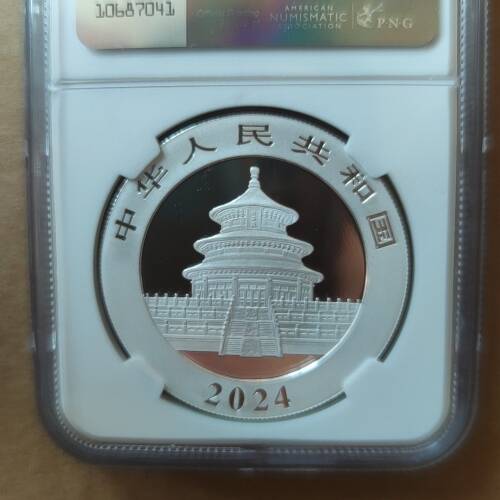 10687041
AMERICAN
NUMISMATIC
ASSOCIATION
PNG
中华人民共和国
2024